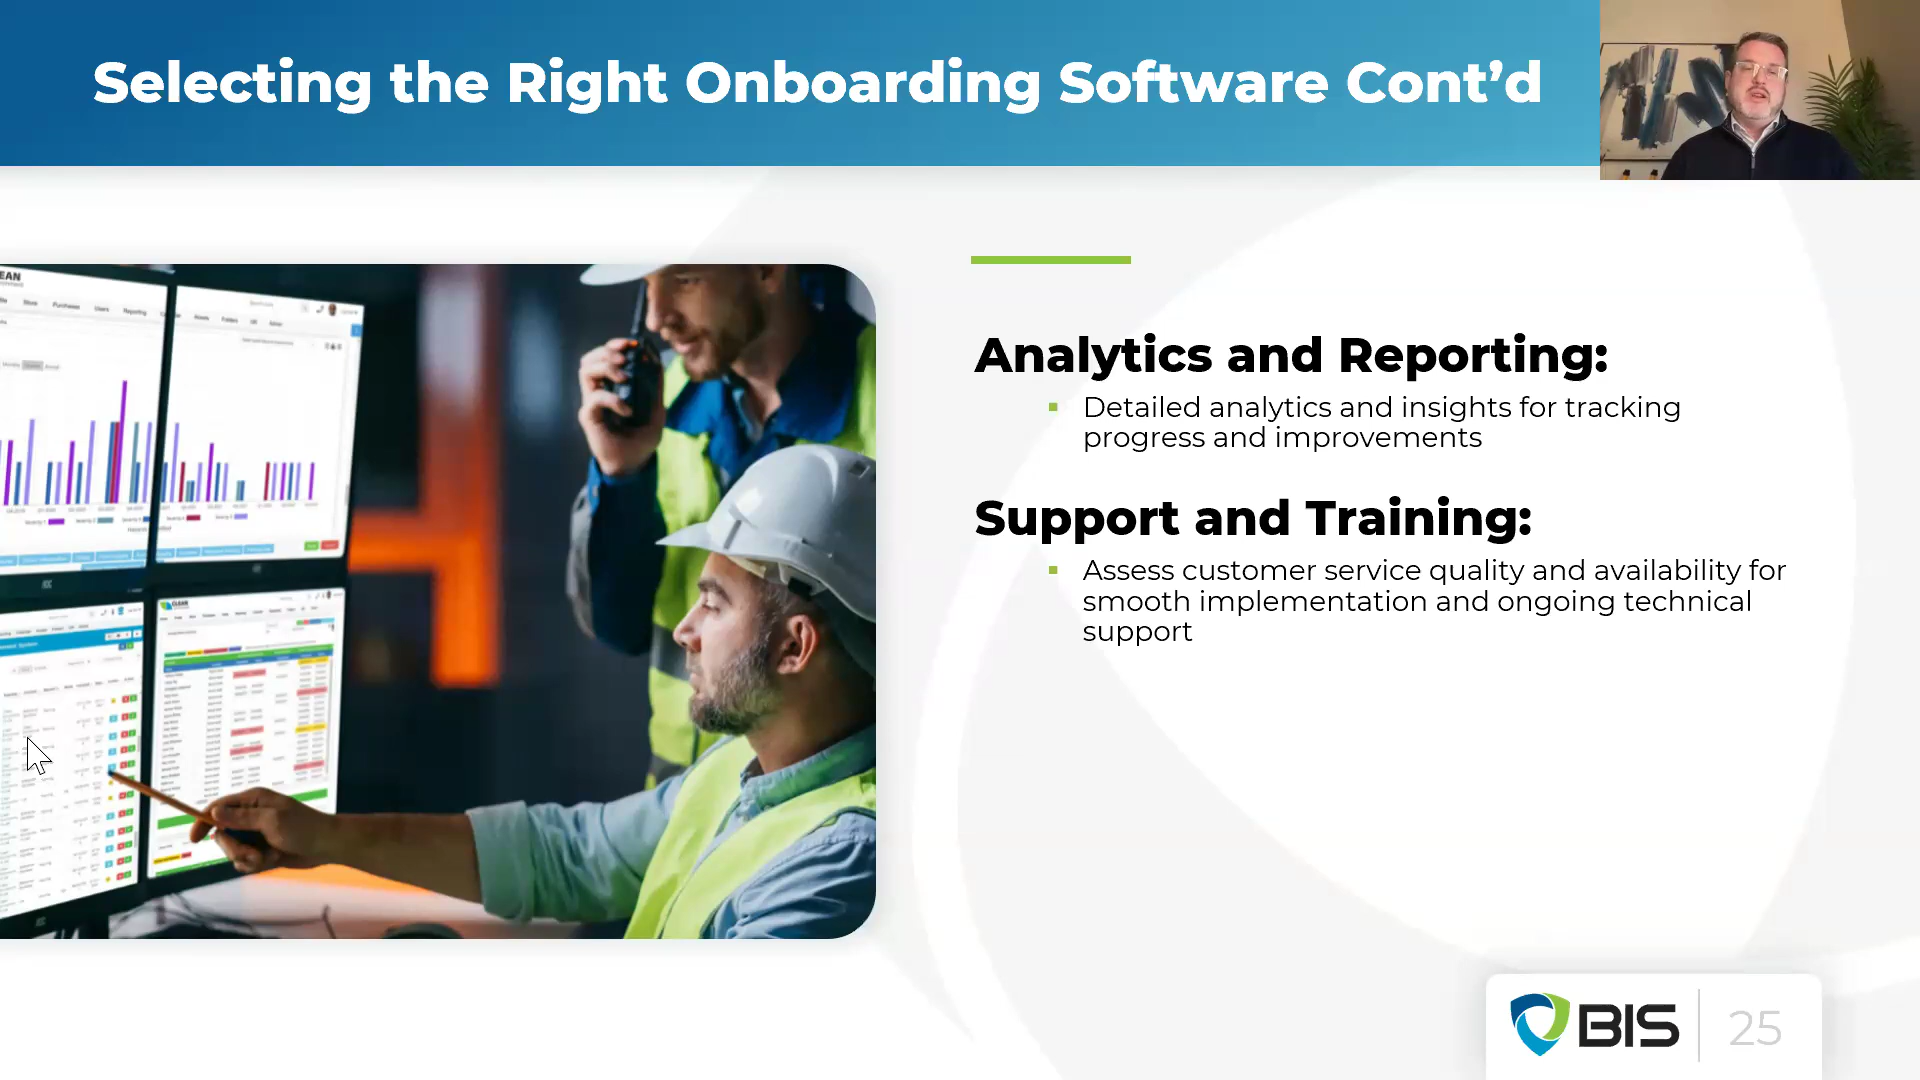 Selecting the Right Onboarding Software Cont’d
Analytics and Reporting:
Detailed analytics and insights for tracking
progress and improvements
Support and Training:
Assess customer service quality and availability for
smooth implementation and ongoing technical
support
BIS
25